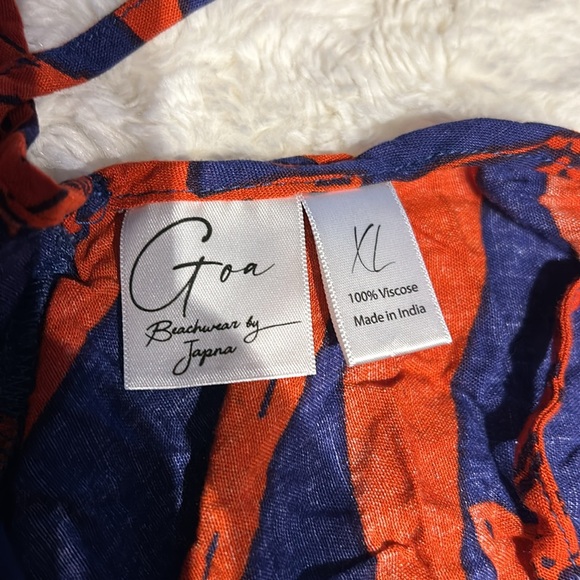 Goa
Beachwear by
Japna
XL
100% Viscose
Made in India